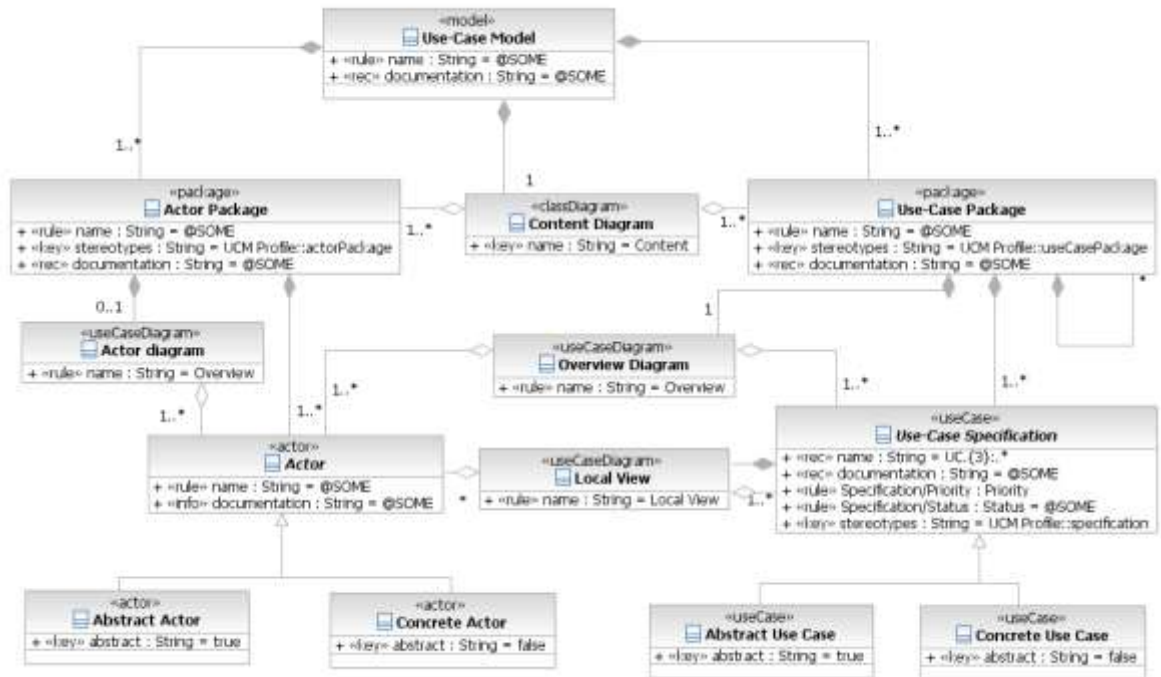 «model»
Use-Case Model
+ «rule» name : String = @SOME
+ «rec» documentation : String = @SOME
1..*
1..*
1
«package»
Actor Package
+ «rule» name : String = @SOME
+ «key» stereotypes : String = UCM Profile::actorPackage
+ «rec» documentation : String = @SOME
1..*
«classDiagram»
Content Diagram
+ «key» name : String = Content
1..*
«package»
Use-Case Package
+ «rule» name : String = @SOME
+ «key» stereotypes : String = UCM Profile::useCasePackage
+ «rec» documentation : String = @SOME
*
0..1
1
«useCaseDiagram»
Actor diagram
+ «rule» name : String = Overview
«useCaseDiagram»
Overview Diagram
+ «rule» name : String = Overview
1..*
1..*
1..*
1..*
1..*
«actor»
Actor
+ «rule» name : String = @SOME
+ «info» documentation : String = @SOME
*
«useCaseDiagram»
Local View
+ «rule» name : String = Local View
1..*
«useCase»
Use-Case Specification
+ «rec» name : String = UC.{3}:.*
+ «rec» documentation : String = @SOME
+ «rule» Specification/Priority : Priority
+ «rule» Specification/Status : Status = @SOME
+ «key» stereotypes : String = UCM Profile::specification
«actor»
Abstract Actor
+ «key» abstract : String = true
«actor»
Concrete Actor
+ «key» abstract : String = false
«useCase»
Abstract Use Case
+ «key» abstract : String = true
«useCase»
Concrete Use Case
+ «key» abstract : String = false